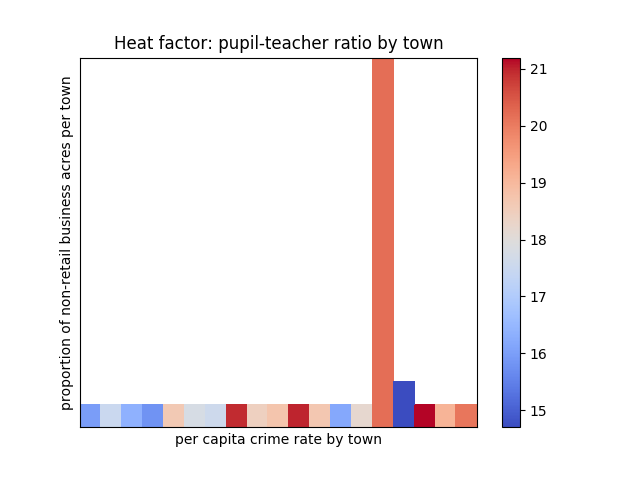 Heat factor: pupil-teacher ratio by town
proportion of non-retail business acres per town
per capita crime rate by town
21
20
19
18
17
16
15